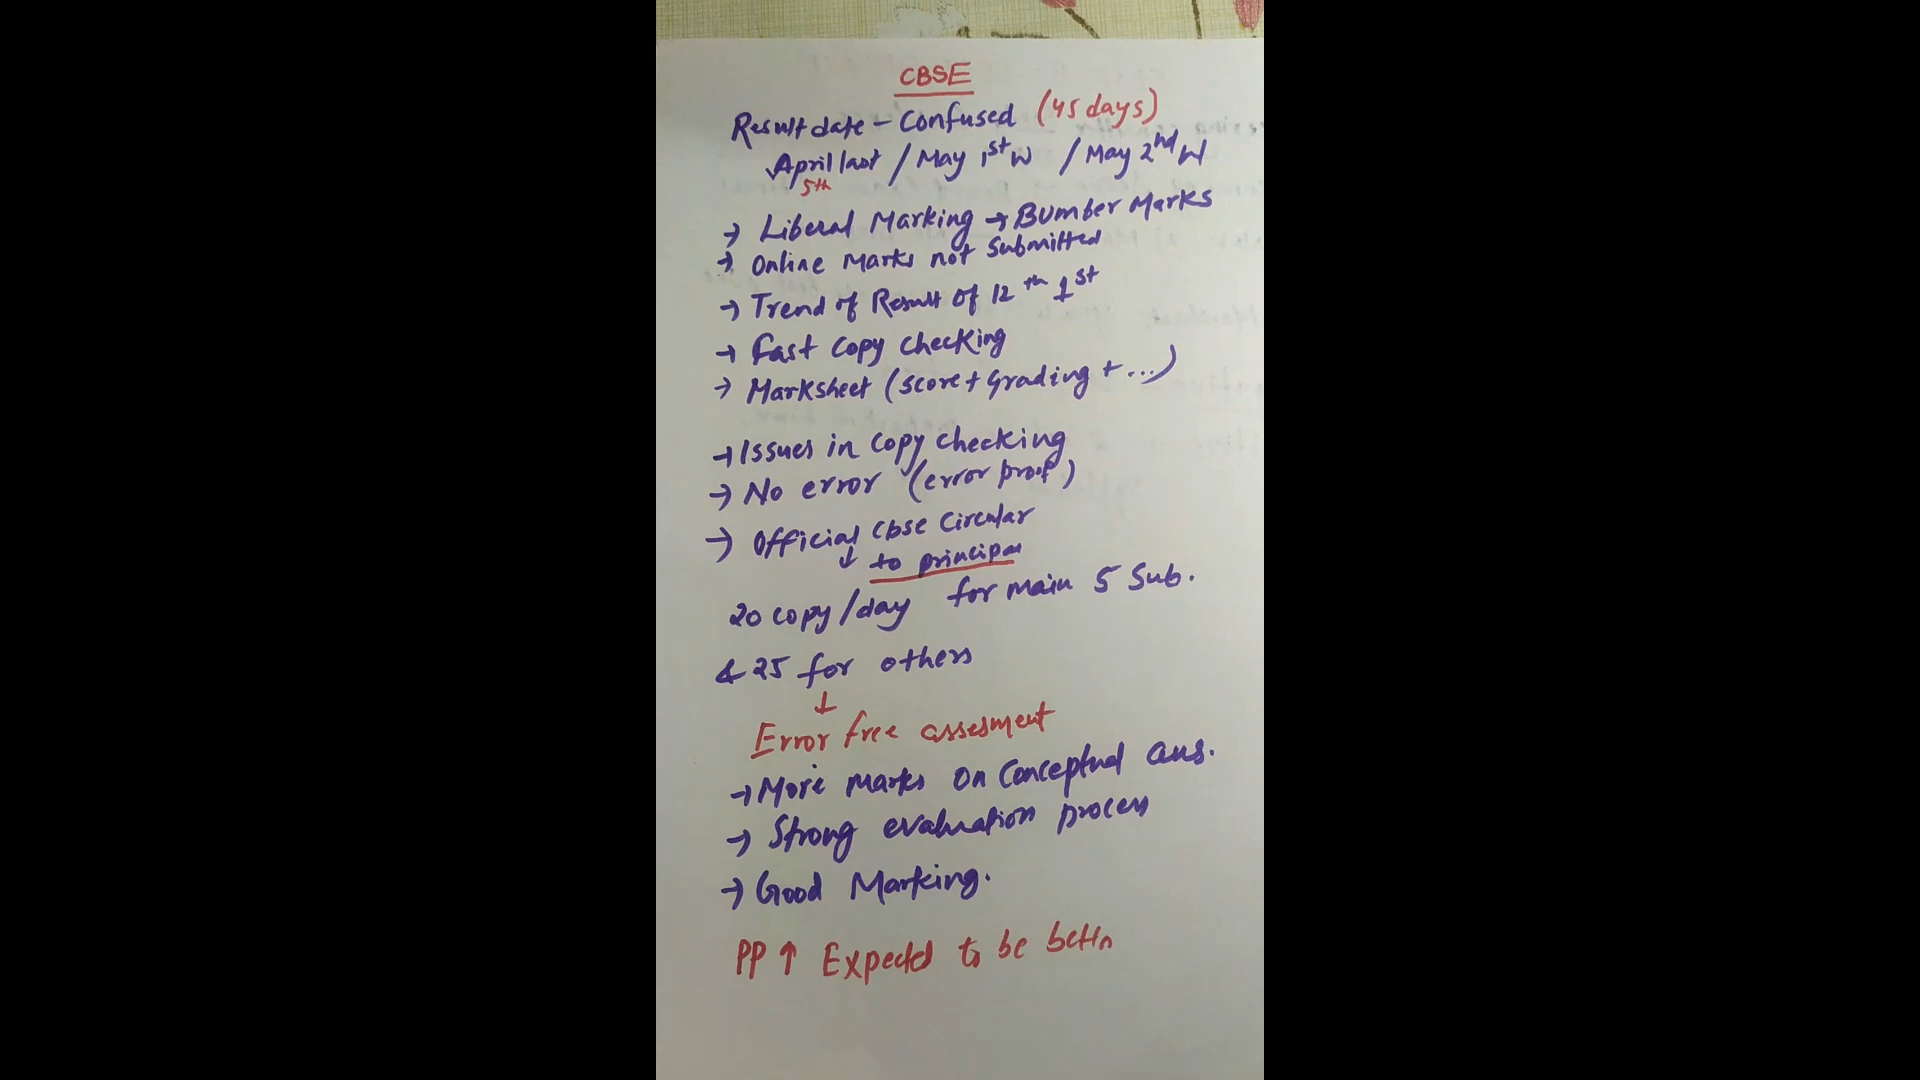 CBSE
Result date - Confused (45 days)
April last / May 1st W / May 2nd W
5th
→ Liberal Marking → Bumber Marks
→ Online Marks not Submitted
→ Trend of Result of 12th 1st
→ Fast Copy checking
→ Marksheet (score + Grading + ...)
→ Issues in Copy checking
→ No error (error proof)
→ Official cbse Circular
↓ to principal
20 copy/day for main 5 Sub.
& 25 for others
↓
Error free assesment
→ More marks on Conceptual ans.
→ Strong evaluation process
→ Good Marking.
PP ↑ Expected to be better